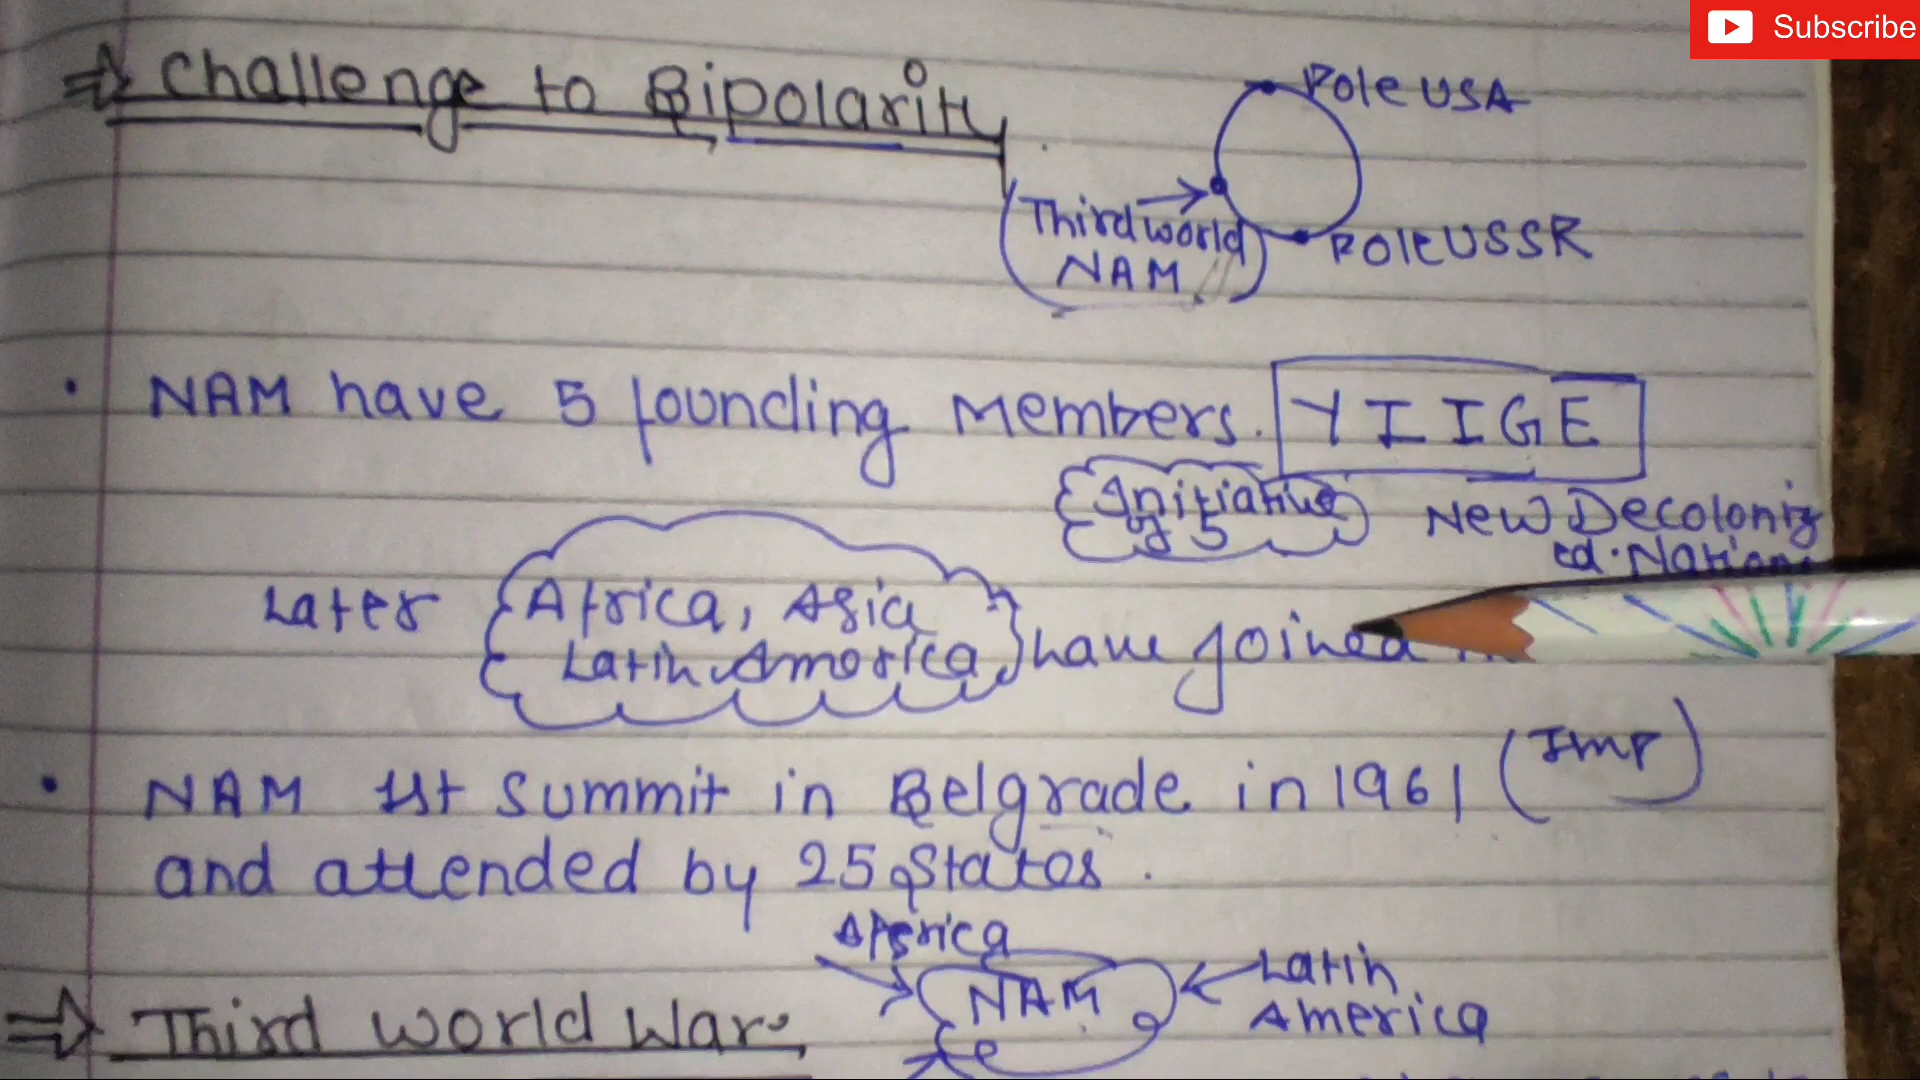 Subscribe
⇒ Challenge to Bipolarity
Pole USA
Third world
NAM
Pole USSR
• NAM have 5 founding Members. YIIGE
Initiative
of 5
New Decoloniz
ed Nations
Later Africa, Asia
Latin America have joined
• NAM 1st Summit in Belgrade in 1961 (Imp)
and attended by 25 States.
Africa
NAM
Latin
America
⇒ Third World War